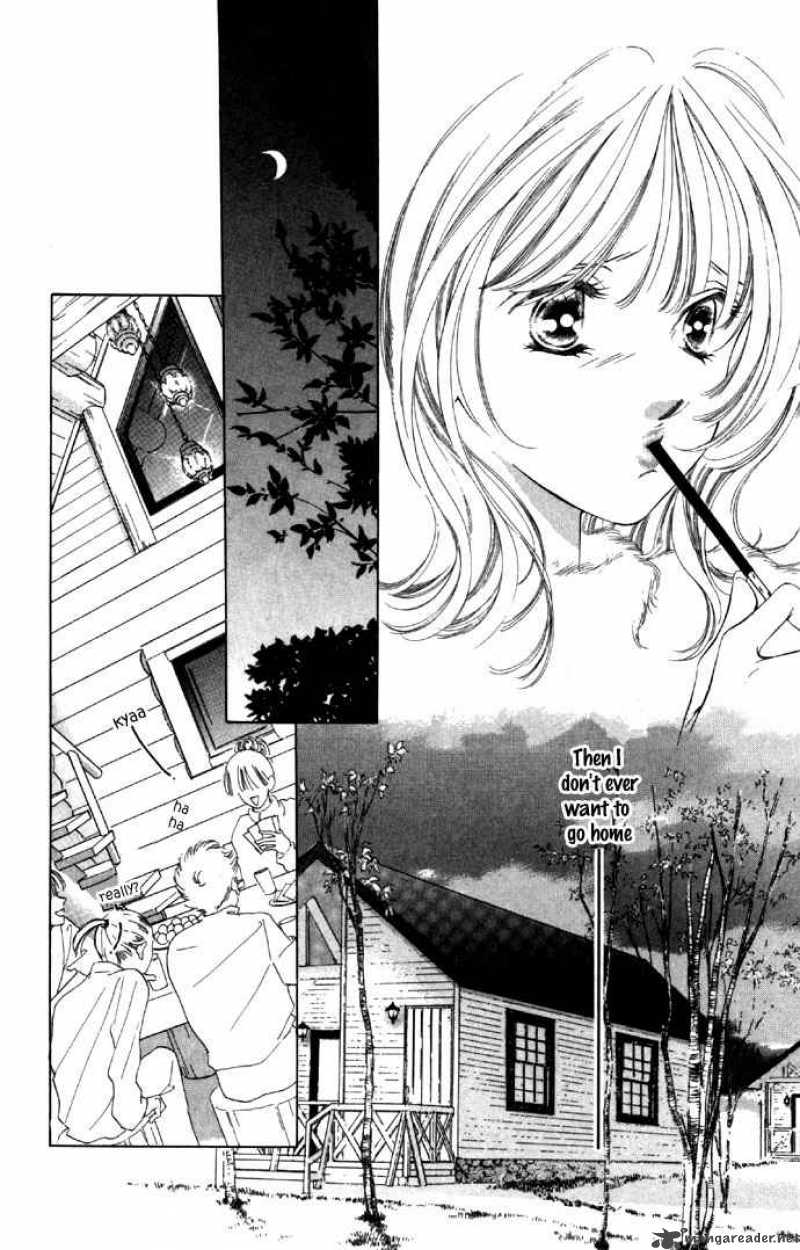 Then I
don't ever
want to
go home
kyaa
ha
ha
really?
mangareader.net